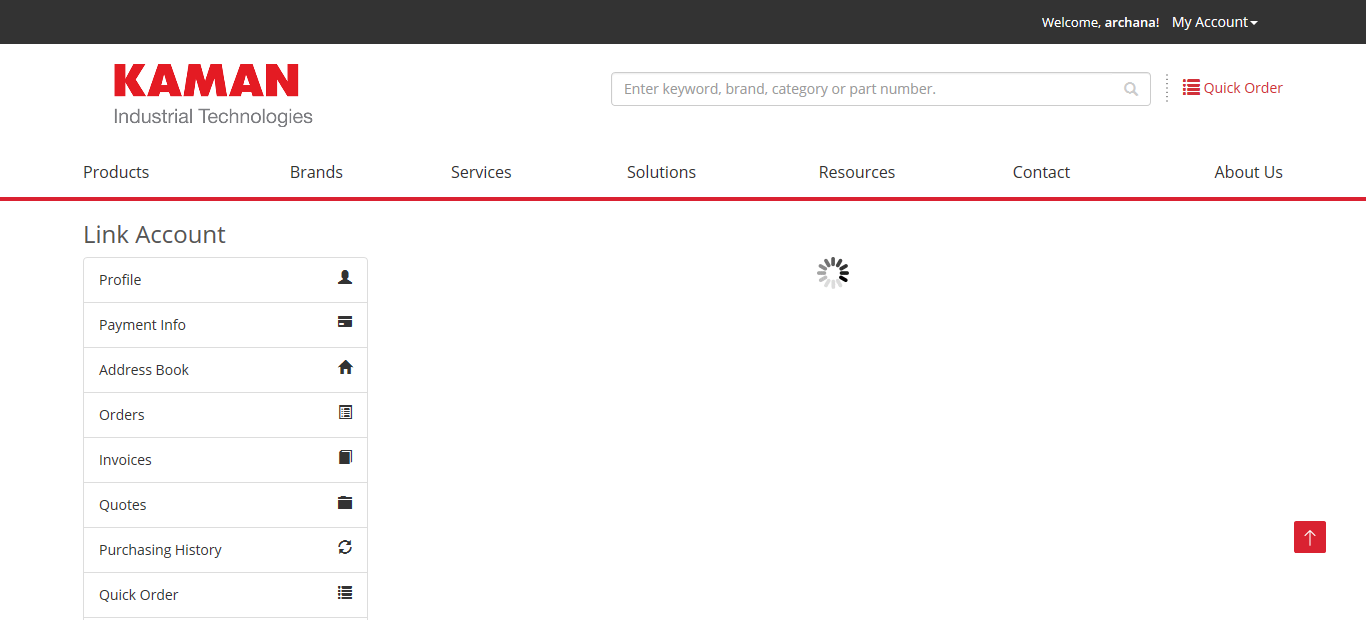 Welcome, archana! My Account
KAMAN
Industrial Technologies
Enter keyword, brand, category or part number.
Quick Order
Products Brands Services Solutions Resources Contact About Us
Link Account
Profile
Payment Info
Address Book
Orders
Invoices
Quotes
Purchasing History
Quick Order